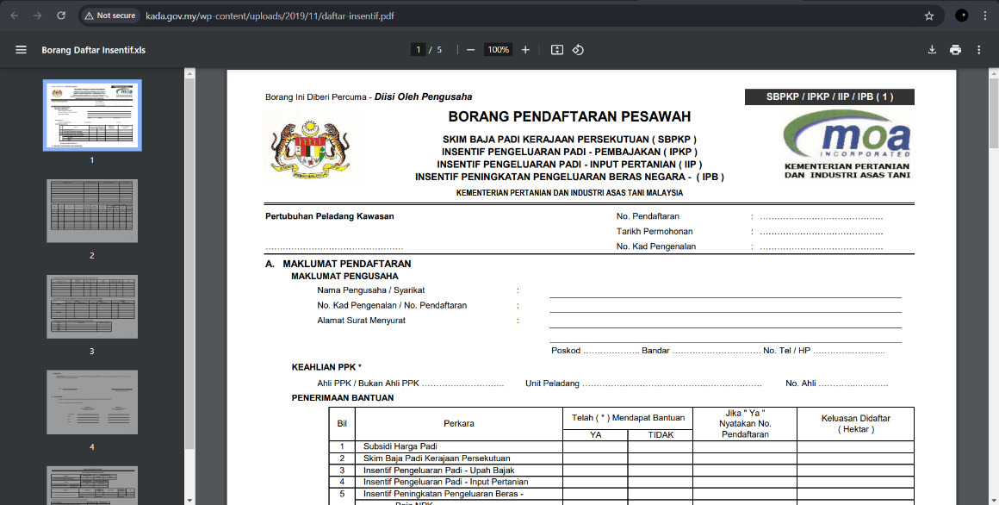 Not secure kada.gov.my/wp-content/uploads/2019/11/daftar-insentif.pdf
Borang Daftar Insentif.xls 1 / 5 100%
Borang Ini Diberi Percuma - Diisi Oleh Pengusaha
SBPKP / IPKP / IIP / IPB ( 1 )
BORANG PENDAFTARAN PESAWAH
SKIM BAJA PADI KERAJAAN PERSEKUTUAN ( SBPKP )
INSENTIF PENGELUARAN PADI - PEMBAJAKAN ( IPKP )
INSENTIF PENGELUARAN PADI - INPUT PERTANIAN ( IIP )
INSENTIF PENINGKATAN PENGELUARAN BERAS NEGARA - ( IPB )
KEMENTERIAN PERTANIAN DAN INDUSTRI ASAS TANI MALAYSIA
moa
INCORPORATED
KEMENTERIAN PERTANIAN
DAN INDUSTRI ASAS TANI
Pertubuhan Peladang Kawasan
No. Pendaftaran : ..........................................
Tarikh Permohonan : ..........................................
No. Kad Pengenalan : ..........................................
................................................
A. MAKLUMAT PENDAFTARAN
MAKLUMAT PENGUSAHA
Nama Pengusaha / Syarikat :
No. Kad Pengenalan / No. Pendaftaran :
Alamat Surat Menyurat :
Poskod .................... Bandar ............................... No. Tel / HP .........................
KEAHLIAN PPK *
Ahli PPK / Bukan Ahli PPK ............................. Unit Peladang ............................................................... No. Ahli .........................
PENERIMAAN BANTUAN
Bil Perkara Telah ( * ) Mendapat Bantuan
YA TIDAK
Jika " Ya "
Nyatakan No.
Pendaftaran
Keluasan Didaftar
( Hektar )
1 Subsidi Harga Padi
2 Skim Baja Padi Kerajaan Persekutuan
3 Insentif Pengeluaran Padi - Upah Bajak
4 Insentif Pengeluaran Padi - Input Pertanian
5 Insentif Peningkatan Pengeluaran Beras -
Baja NPK
1
2
3
4